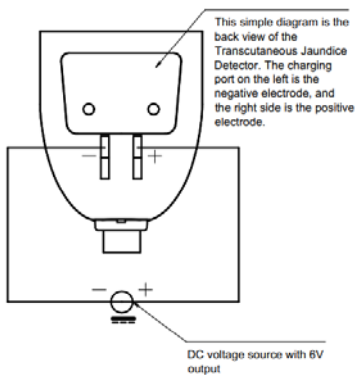 This simple diagram is the
back view of the
Transcutaneous Jaundice
Detector. The charging
port on the left is the
negative electrode, and
the right side is the positive
electrode.
− +
− +
DC voltage source with 6V
output